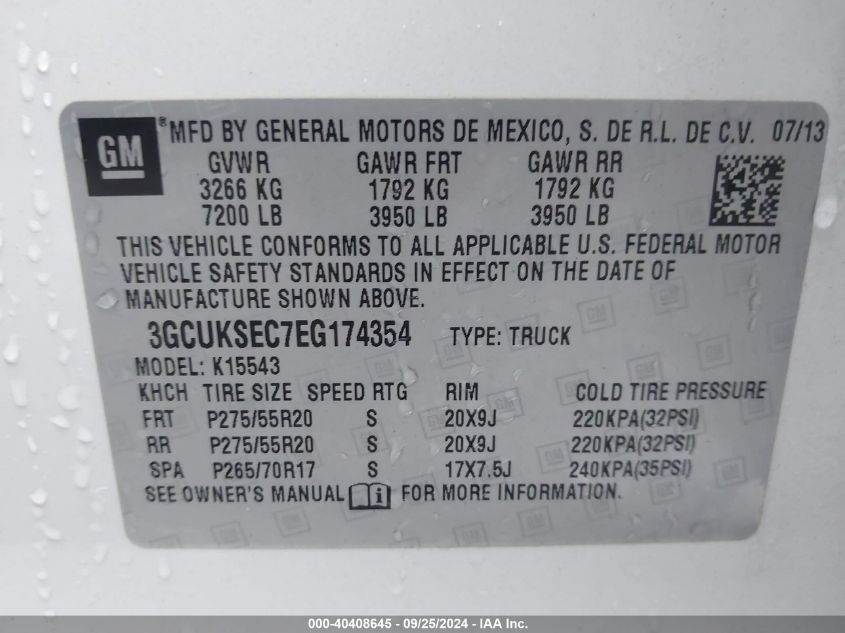 GM ® MFD BY GENERAL MOTORS DE MEXICO, S. DE R.L. DE C.V. 07/13
GVWR GAWR FRT GAWR RR
3266 KG 1792 KG 1792 KG
7200 LB 3950 LB 3950 LB
THIS VEHICLE CONFORMS TO ALL APPLICABLE U.S. FEDERAL MOTOR
VEHICLE SAFETY STANDARDS IN EFFECT ON THE DATE OF
MANUFACTURE SHOWN ABOVE.
3GCUKSEC7EG174354 TYPE: TRUCK
MODEL: K15543
KHCH TIRE SIZE SPEED RTG RIM COLD TIRE PRESSURE
FRT P275/55R20 S 20X9J 220KPA(32PSI)
RR P275/55R20 S 20X9J 220KPA(32PSI)
SPA P265/70R17 S 17X7.5J 240KPA(35PSI)
SEE OWNER'S MANUAL i FOR MORE INFORMATION.
000-40408645 - 09/25/2024 - IAA Inc.